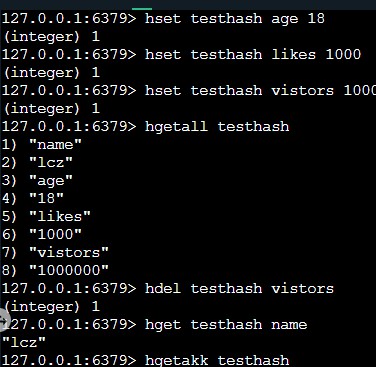 127.0.0.1:6379> hset testhash age 18
(integer) 1
127.0.0.1:6379> hset testhash likes 1000
(integer) 1
127.0.0.1:6379> hset testhash vistors 1000
(integer) 1
127.0.0.1:6379> hgetall testhash
1) "name"
2) "lcz"
3) "age"
4) "18"
5) "likes"
6) "1000"
7) "vistors"
8) "1000000"
127.0.0.1:6379> hdel testhash vistors
(integer) 1
127.0.0.1:6379> hget testhash name
"lcz"
127.0.0.1:6379> hgetakk testhash